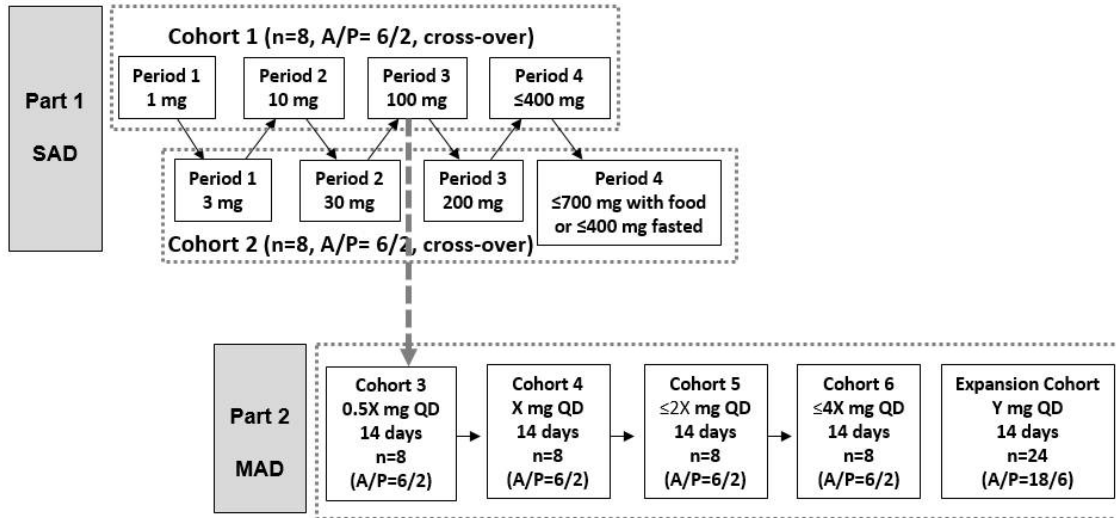 Part 1
SAD
Cohort 1 (n=8, A/P= 6/2, cross-over)
Period 1
1 mg
Period 2
10 mg
Period 3
100 mg
Period 4
≤400 mg
Period 1
3 mg
Period 2
30 mg
Period 3
200 mg
Period 4
≤700 mg with food
or ≤400 mg fasted
Cohort 2 (n=8, A/P= 6/2, cross-over)
Part 2
MAD
Cohort 3
0.5X mg QD
14 days
n=8
(A/P=6/2)
Cohort 4
X mg QD
14 days
n=8
(A/P=6/2)
Cohort 5
≤2X mg QD
14 days
n=8
(A/P=6/2)
Cohort 6
≤4X mg QD
14 days
n=8
(A/P=6/2)
Expansion Cohort
Y mg QD
14 days
n=24
(A/P=18/6)